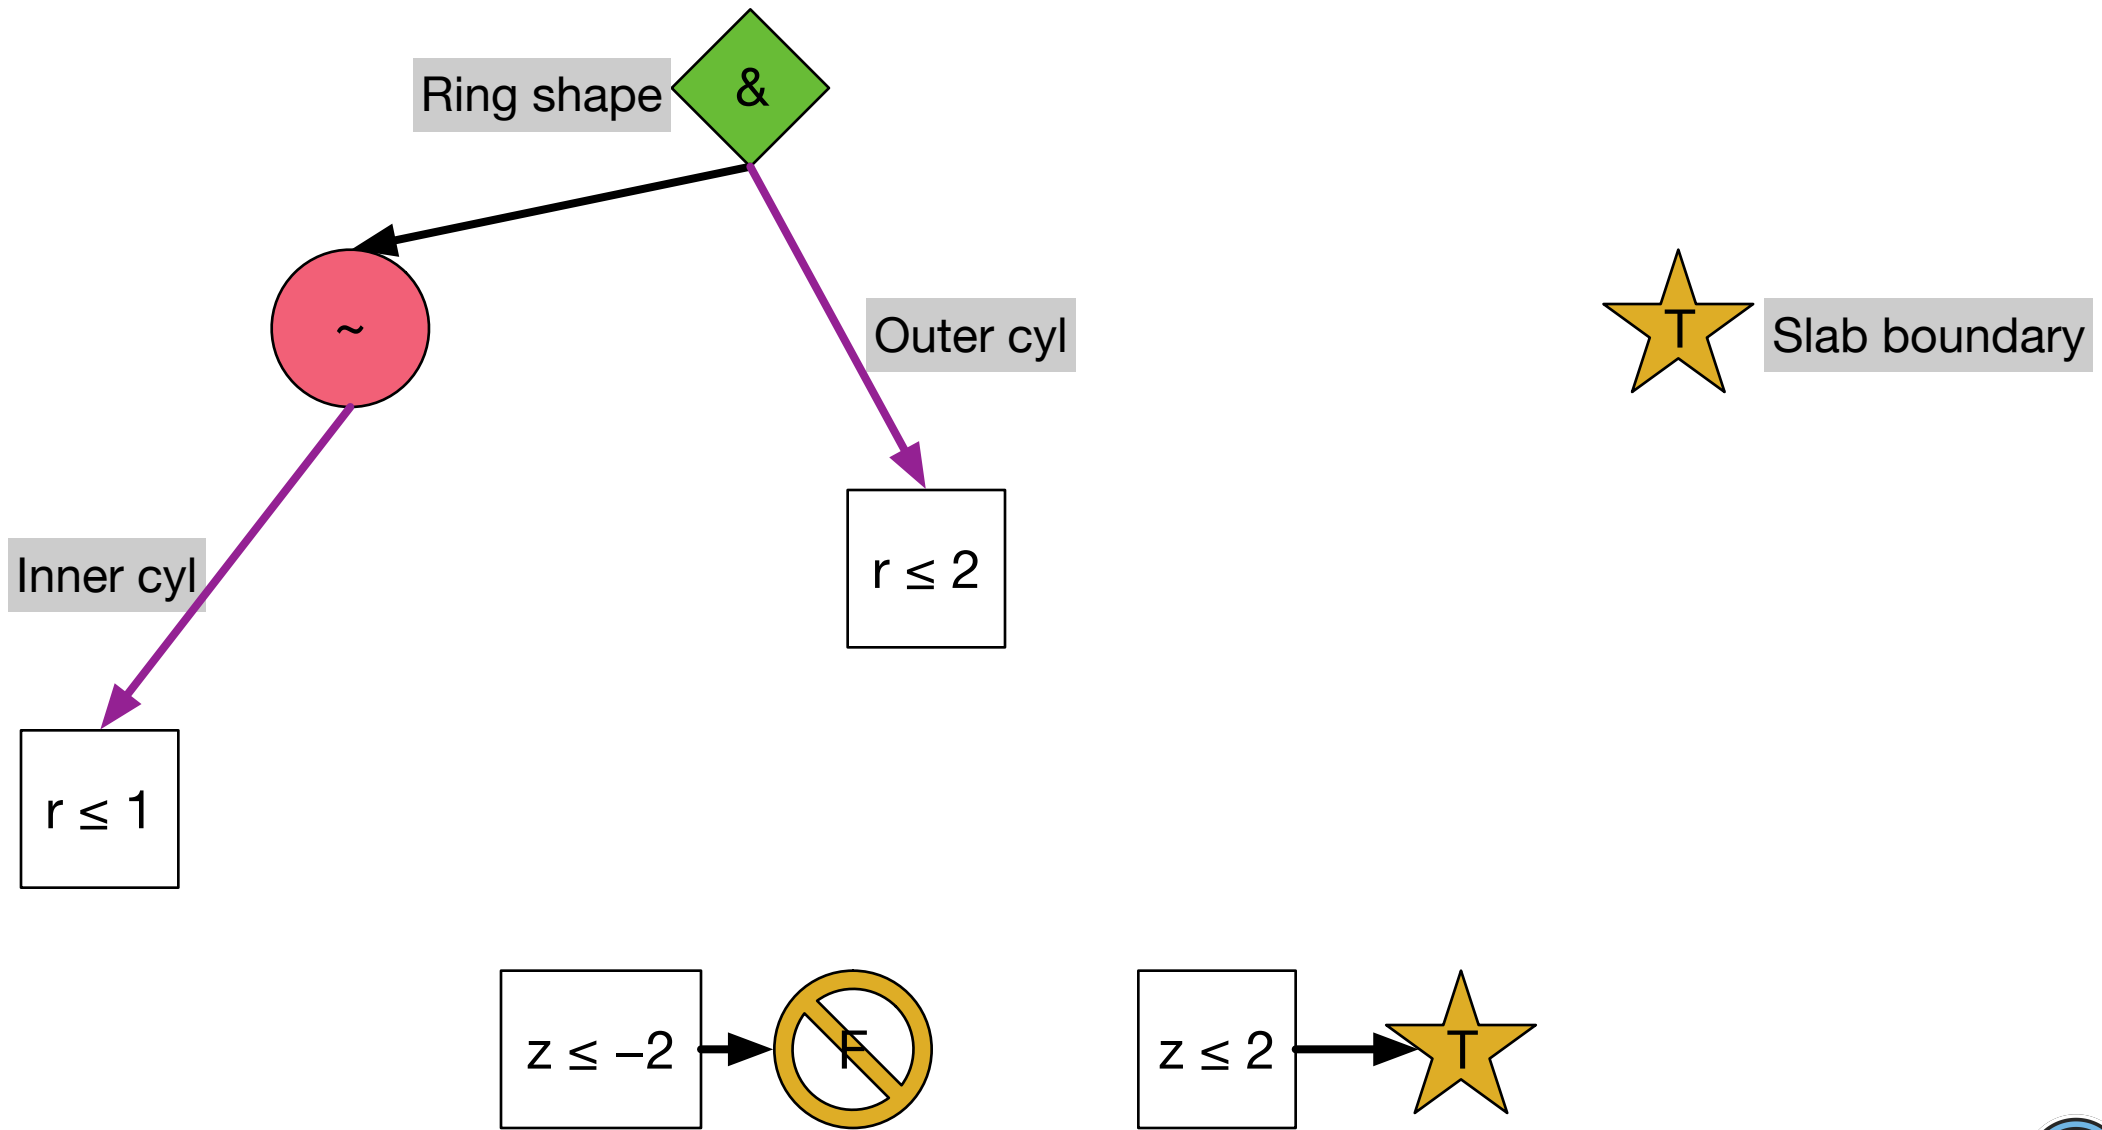 &
Ring shape
~
Outer cyl
T
Slab boundary
r ≤ 2
Inner cyl
r ≤ 1
z ≤ −2
F
z ≤ 2
T